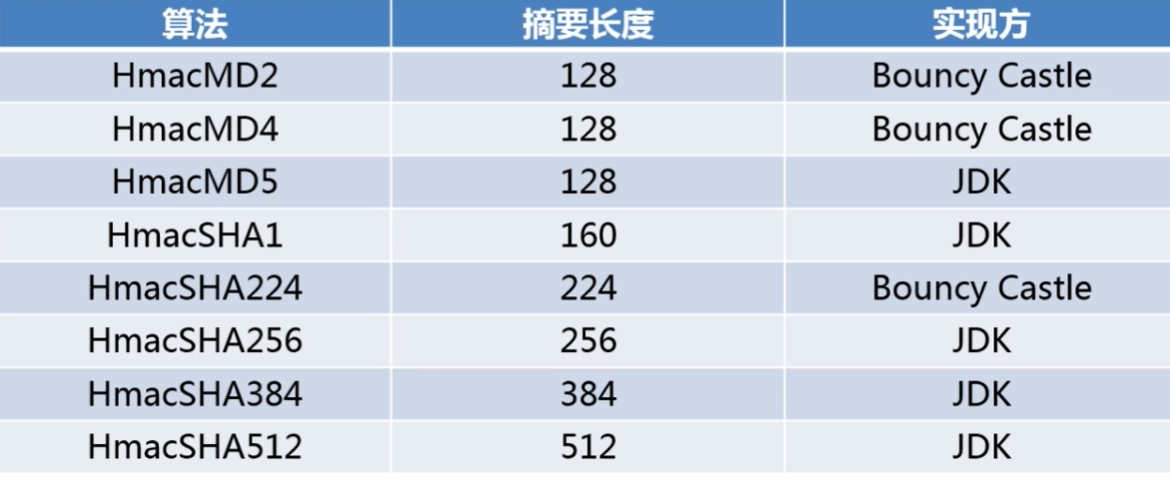 算法 摘要长度 实现方
HmacMD2 128 Bouncy Castle
HmacMD4 128 Bouncy Castle
HmacMD5 128 JDK
HmacSHA1 160 JDK
HmacSHA224 224 Bouncy Castle
HmacSHA256 256 JDK
HmacSHA384 384 JDK
HmacSHA512 512 JDK